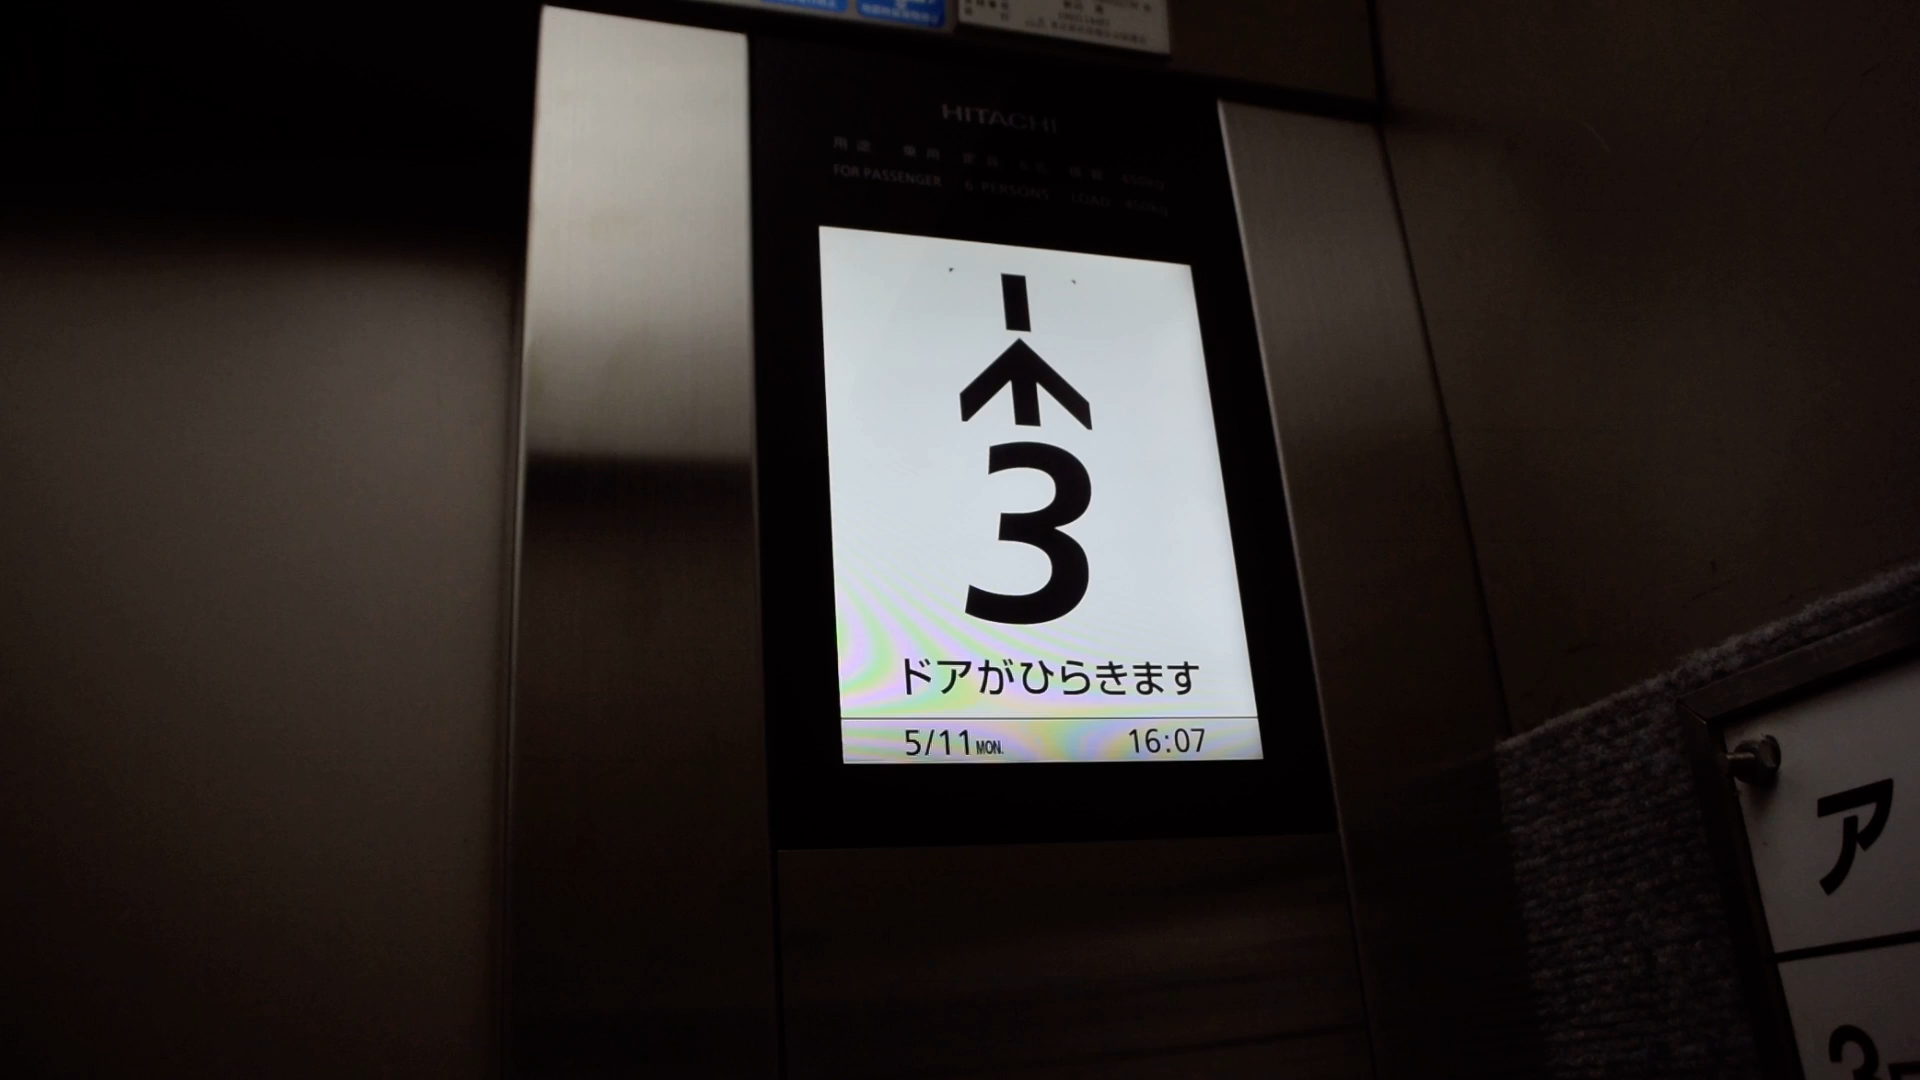 HITACHI
用途 乗用 定員 6名 積載 450kg
FOR PASSENGER 6 PERSONS LOAD 450kg
3
ドアがひらきます
5/11 MON. 16:07
ア
3